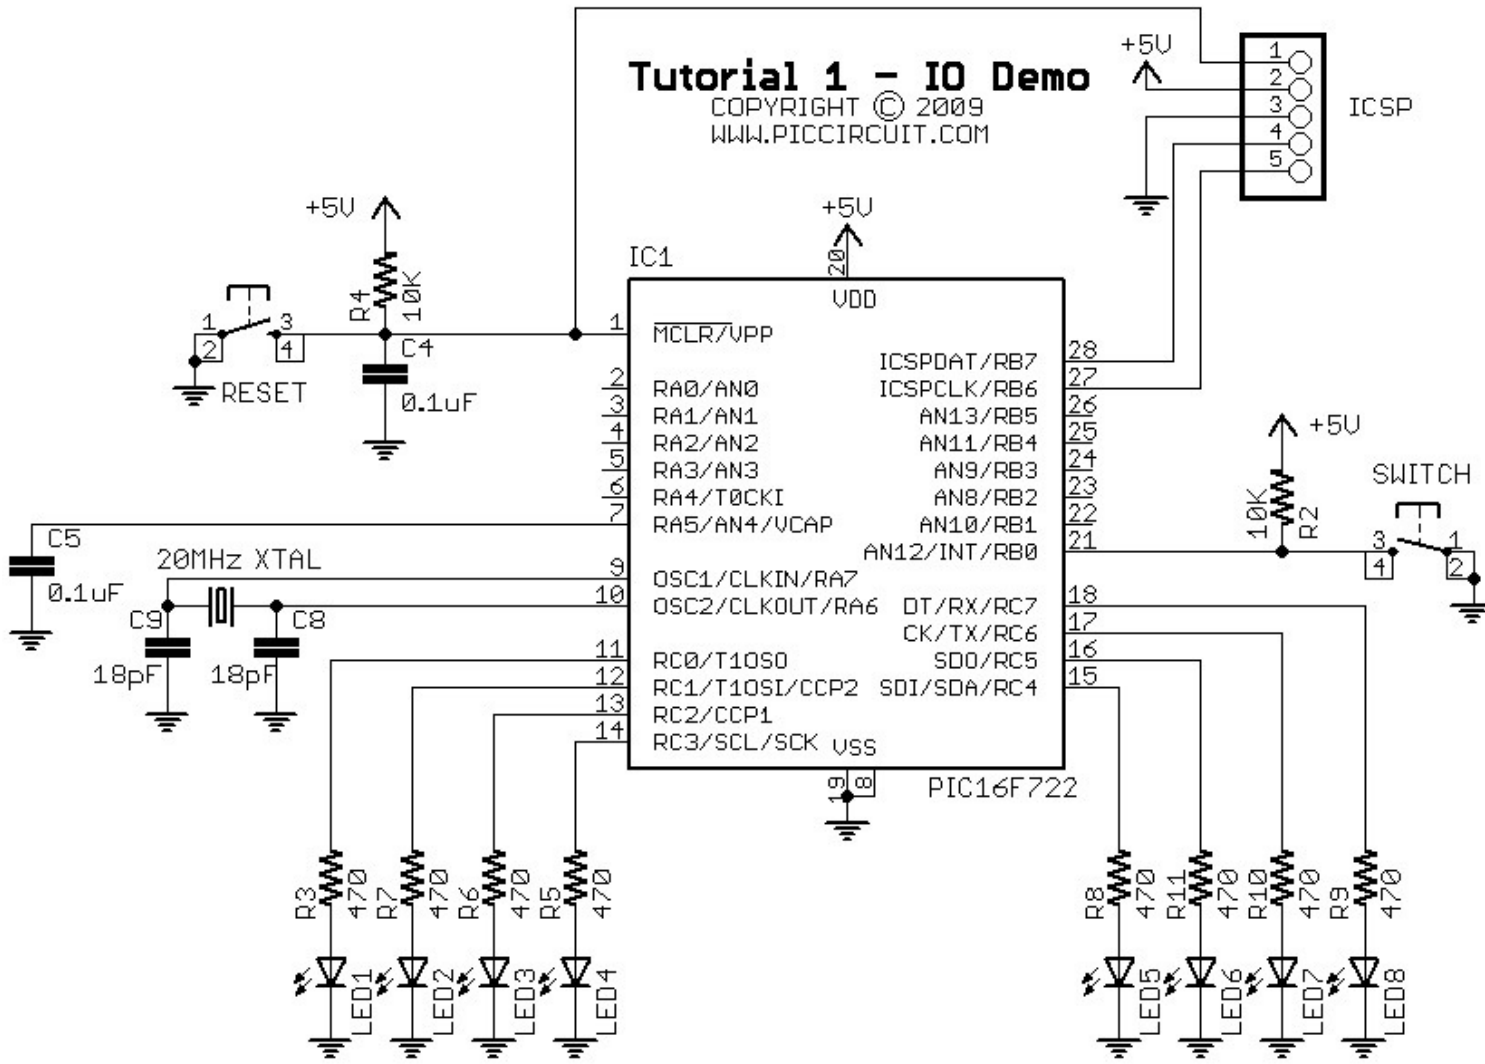 Tutorial 1 - IO Demo
COPYRIGHT © 2009
WWW.PICCIRCUIT.COM
+5V
1
2
3
4
5
ICSP
+5V
R4
10K
1
2
3
4
RESET
C4
0.1uF
+5V
20
IC1
VDD
1 MCLR/VPP
2 RA0/AN0
3 RA1/AN1
4 RA2/AN2
5 RA3/AN3
6 RA4/T0CKI
7 RA5/AN4/VCAP
9 OSC1/CLKIN/RA7
10 OSC2/CLKOUT/RA6
11 RC0/T1OSO
12 RC1/T1OSI/CCP2
13 RC2/CCP1
14 RC3/SCL/SCK
ICSPDAT/RB7 28
ICSPCLK/RB6 27
AN13/RB5 26
AN11/RB4 25
AN9/RB3 24
AN8/RB2 23
AN10/RB1 22
AN12/INT/RB0 21
DT/RX/RC7 18
CK/TX/RC6 17
SDO/RC5 16
SDI/SDA/RC4 15
VSS
19
8
PIC16F722
+5V
10K
R2
SWITCH
3
4
1
2
C5
0.1uF
20MHz XTAL
C9
18pF
C8
18pF
R3
470
R7
470
R6
470
R5
470
R8
470
R11
470
R10
470
R9
470
LED1
LED2
LED3
LED4
LED5
LED6
LED7
LED8